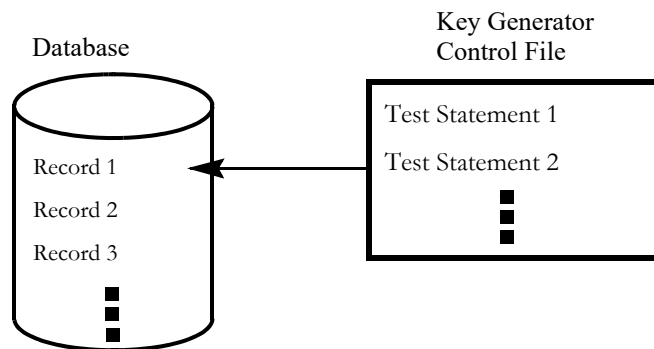 Database
Record 1
Record 2
Record 3
Key Generator
Control File
Test Statement 1
Test Statement 2